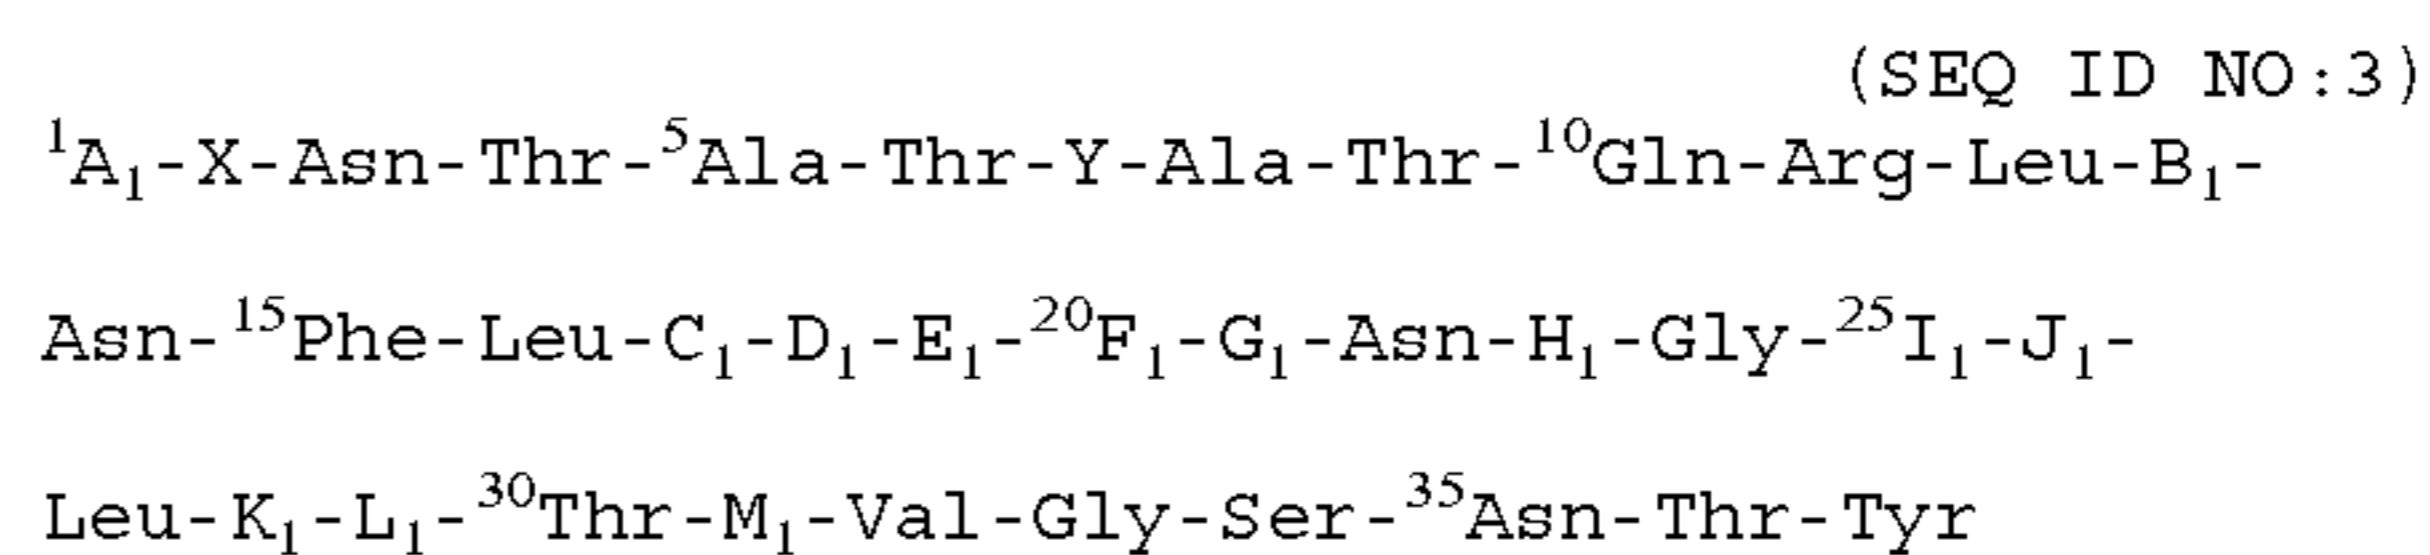 (SEQ ID NO:3)
¹A₁-X-Asn-Thr-⁵Ala-Thr-Y-Ala-Thr-¹⁰Gln-Arg-Leu-B₁-
Asn-¹⁵Phe-Leu-C₁-D₁-E₁-²⁰F₁-G₁-Asn-H₁-Gly-²⁵I₁-J₁-
Leu-K₁-L₁-³⁰Thr-M₁-Val-Gly-Ser-³⁵Asn-Thr-Tyr